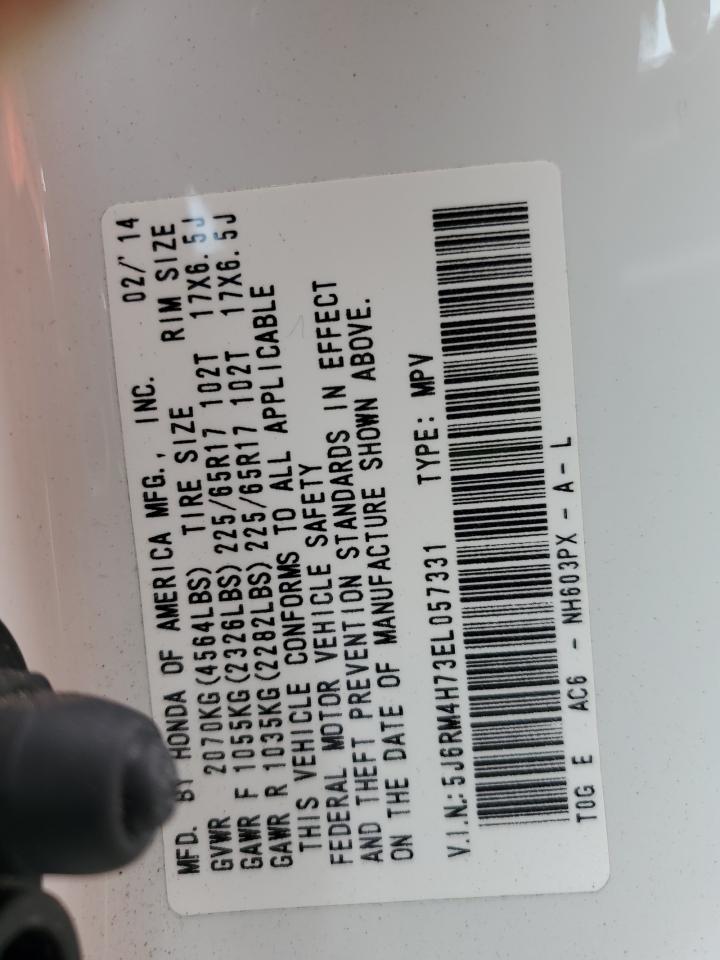 MFD. BY HONDA OF AMERICA MFG., INC. 02/'14
GVWR 2070KG(4564LBS) TIRE SIZE RIM SIZE
GAWR F 1055KG(2326LBS) 225/65R17 102T 17X6.5J
GAWR R 1035KG(2282LBS) 225/65R17 102T 17X6.5J
THIS VEHICLE CONFORMS TO ALL APPLICABLE
FEDERAL MOTOR VEHICLE SAFETY
AND THEFT PREVENTION STANDARDS IN EFFECT
ON THE DATE OF MANUFACTURE SHOWN ABOVE.
V.I.N.: 5J6RM4H73EL057331 TYPE: MPV
T0G E AC6 - NH603PX - A - L